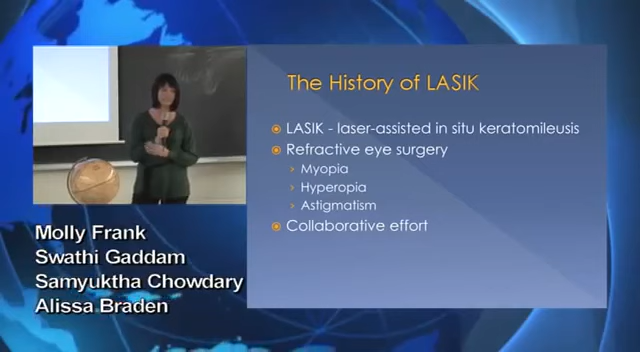 The History of LASIK
LASIK - laser-assisted in situ keratomileusis
Refractive eye surgery
Myopia
Hyperopia
Astigmatism
Collaborative effort
Molly Frank
Swathi Gaddam
Samyuktha Chowdary
Alissa Braden